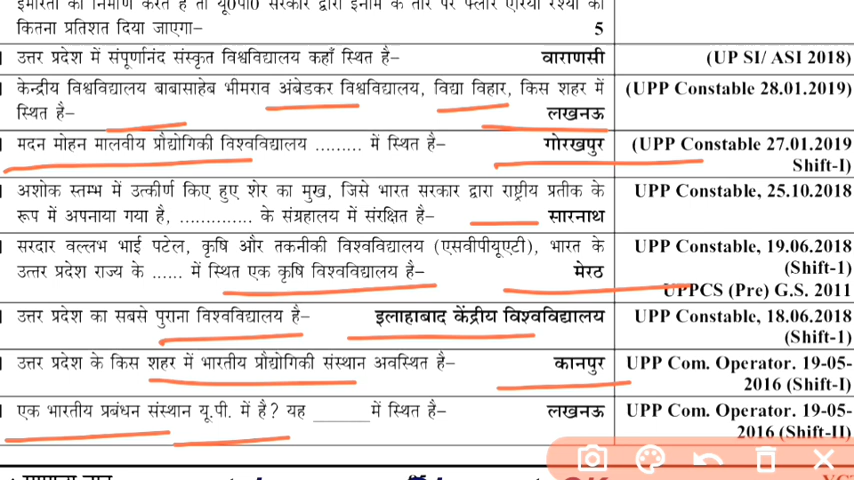 इमारतों का निर्माण करते हैं तो यू0पी0 सरकार द्वारा इनाम के तौर पर फ्लोर एरिया रेश्यो का
कितना प्रतिशत दिया जाएगा– 5
उत्तर प्रदेश में संपूर्णानंद संस्कृत विश्वविद्यालय कहाँ स्थित है– वाराणसी (UP SI/ ASI 2018)
केन्द्रीय विश्वविद्यालय बाबासाहेब भीमराव अंबेडकर विश्वविद्यालय, विद्या विहार, किस शहर में (UPP Constable 28.01.2019)
स्थित है– लखनऊ
मदन मोहन मालवीय प्रौद्योगिकी विश्वविद्यालय ......... में स्थित है– गोरखपुर (UPP Constable 27.01.2019
Shift-I)
अशोक स्तम्भ में उत्कीर्ण किए हुए शेर का मुख, जिसे भारत सरकार द्वारा राष्ट्रीय प्रतीक के UPP Constable, 25.10.2018
रूप में अपनाया गया है, .............. के संग्रहालय में संरक्षित है– सारनाथ
सरदार वल्लभ भाई पटेल, कृषि और तकनीकी विश्वविद्यालय (एसवीपीयूएटी), भारत के UPP Constable, 19.06.2018
उत्तर प्रदेश राज्य के ...... में स्थित एक कृषि विश्वविद्यालय है– मेरठ (Shift-1)
UPPCS (Pre) G.S. 2011
उत्तर प्रदेश का सबसे पुराना विश्वविद्यालय है– इलाहाबाद केंद्रीय विश्वविद्यालय UPP Constable, 18.06.2018
(Shift-1)
उत्तर प्रदेश के किस शहर में भारतीय प्रौद्योगिकी संस्थान अवस्थित है– कानपुर UPP Com. Operator. 19-05-
2016 (Shift-I)
एक भारतीय प्रबंधन संस्थान यू.पी. में है? यह ______ में स्थित है– लखनऊ UPP Com. Operator. 19-05-
2016 (Shift-II)